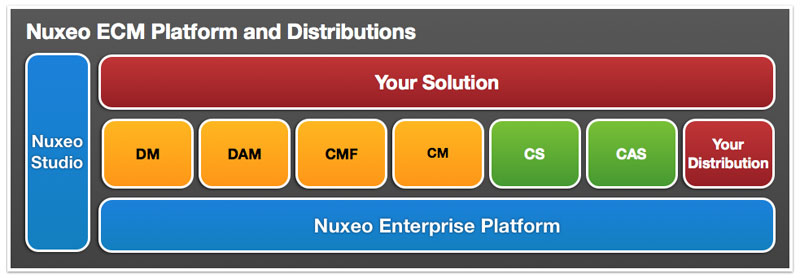 Nuxeo ECM Platform and Distributions
Your Solution
Nuxeo
Studio
DM
DAM
CMF
CM
CS
CAS
Your
Distribution
Nuxeo Enterprise Platform